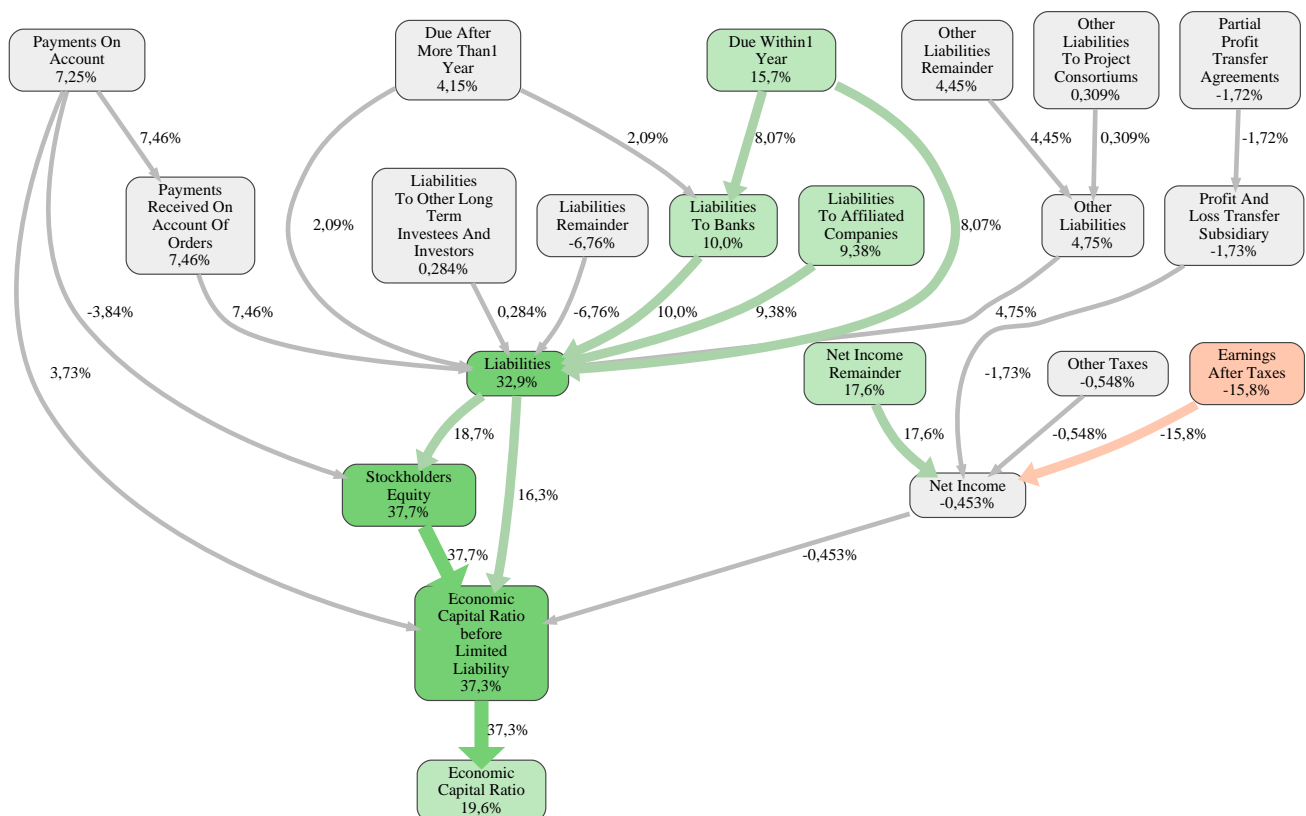 Payments On
Account
7,25%
Due After
More Than1
Year
4,15%
Due Within1
Year
15,7%
Other
Liabilities
Remainder
4,45%
Other
Liabilities
To Project
Consortiums
0,309%
Partial
Profit
Transfer
Agreements
-1,72%
7,46%
2,09%
8,07%
4,45%
0,309%
-1,72%
Payments
Received On
Account Of
Orders
7,46%
2,09%
Liabilities
To Other Long
Term
Investees And
Investors
0,284%
Liabilities
Remainder
-6,76%
Liabilities
To Banks
10,0%
Liabilities
To Affiliated
Companies
9,38%
8,07%
Other
Liabilities
4,75%
Profit And
Loss Transfer
Subsidiary
-1,73%
-3,84%
7,46%
0,284%
-6,76%
10,0%
9,38%
4,75%
3,73%
Liabilities
32,9%
Net Income
Remainder
17,6%
-1,73%
Other Taxes
-0,548%
Earnings
After Taxes
-15,8%
18,7%
17,6%
-0,548%
-15,8%
Stockholders
Equity
37,7%
16,3%
Net Income
-0,453%
37,7%
-0,453%
Economic
Capital Ratio
before
Limited
Liability
37,3%
37,3%
Economic
Capital Ratio
19,6%